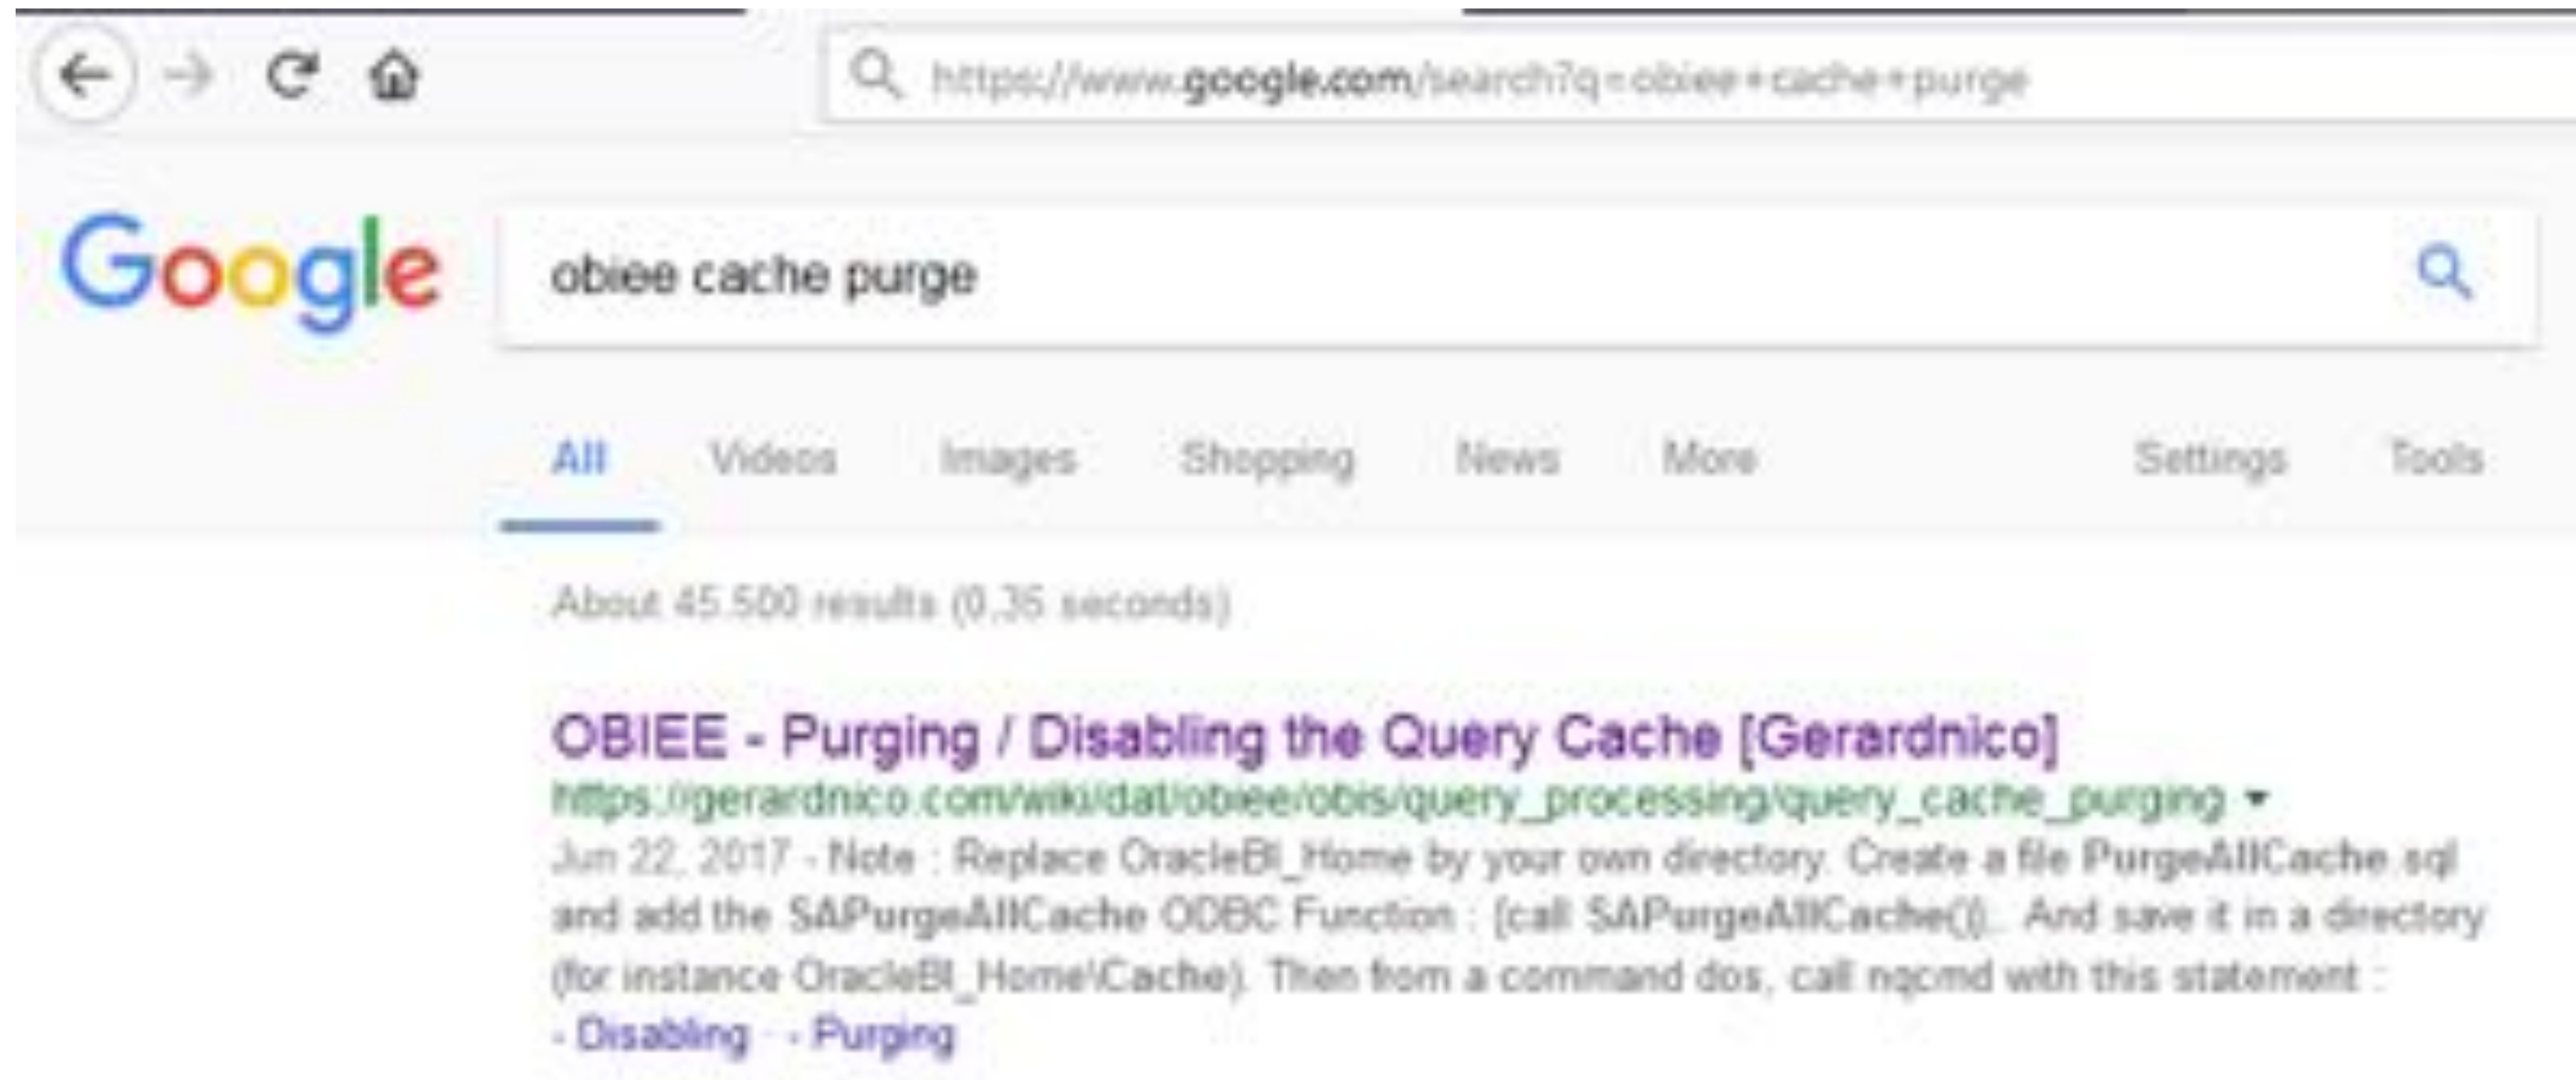 https://www.google.com/search?q=obiee+cache+purge
Google
obiee cache purge
All Videos Images Shopping News More Settings Tools
About 45.500 results (0,35 seconds)
OBIEE - Purging / Disabling the Query Cache [Gerardnico]
https://gerardnico.com/wiki/dat/obiee/obis/query_processing/query_cache_purging
Jun 22, 2017 - Note : Replace OracleBI_Home by your own directory. Create a file PurgeAllCache.sql
and add the SAPurgeAllCache ODBC Function : {call SAPurgeAllCache()}. And save it in a directory
(for instance OracleBI_Home\Cache). Then from a command dos, call nqcmd with this statement :
- Disabling · - Purging